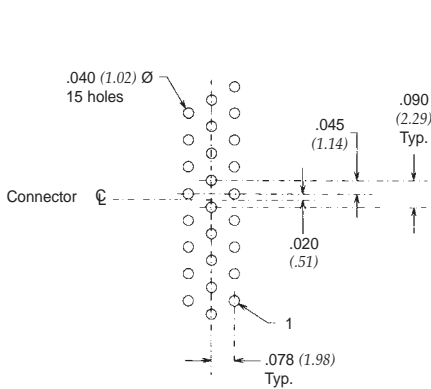 .040 (1.02) Ø
15 holes
.090
(2.29)
Typ.
.045
(1.14)
Connector ℄
.020
(.51)
1
.078 (1.98)
Typ.